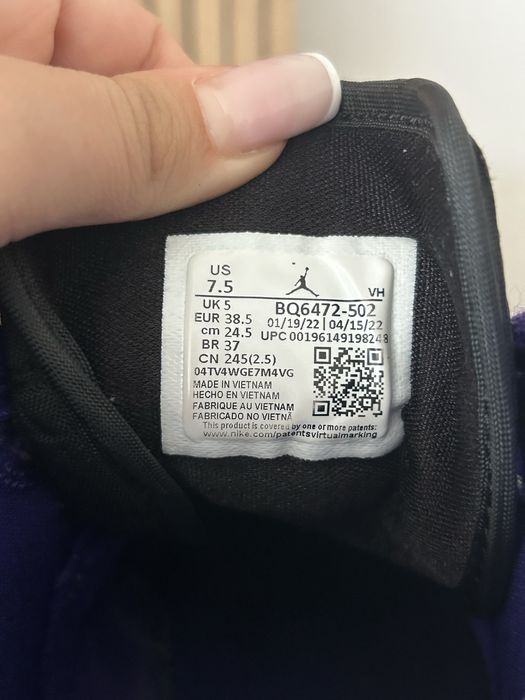 US
7.5
VH
UK 5
BQ6472-502
EUR 38.5
01/19/22 | 04/15/22
cm 24.5
UPC 00196149198248
BR 37
CN 245(2.5)
04TV4WGE7M4VG
MADE IN VIETNAM
HECHO EN VIETNAM
FABRIQUE AU VIETNAM
FABRICADO NO VIETNÃ
This product is covered by one or more patents:
www.nike.com/patentsvirtualmarking